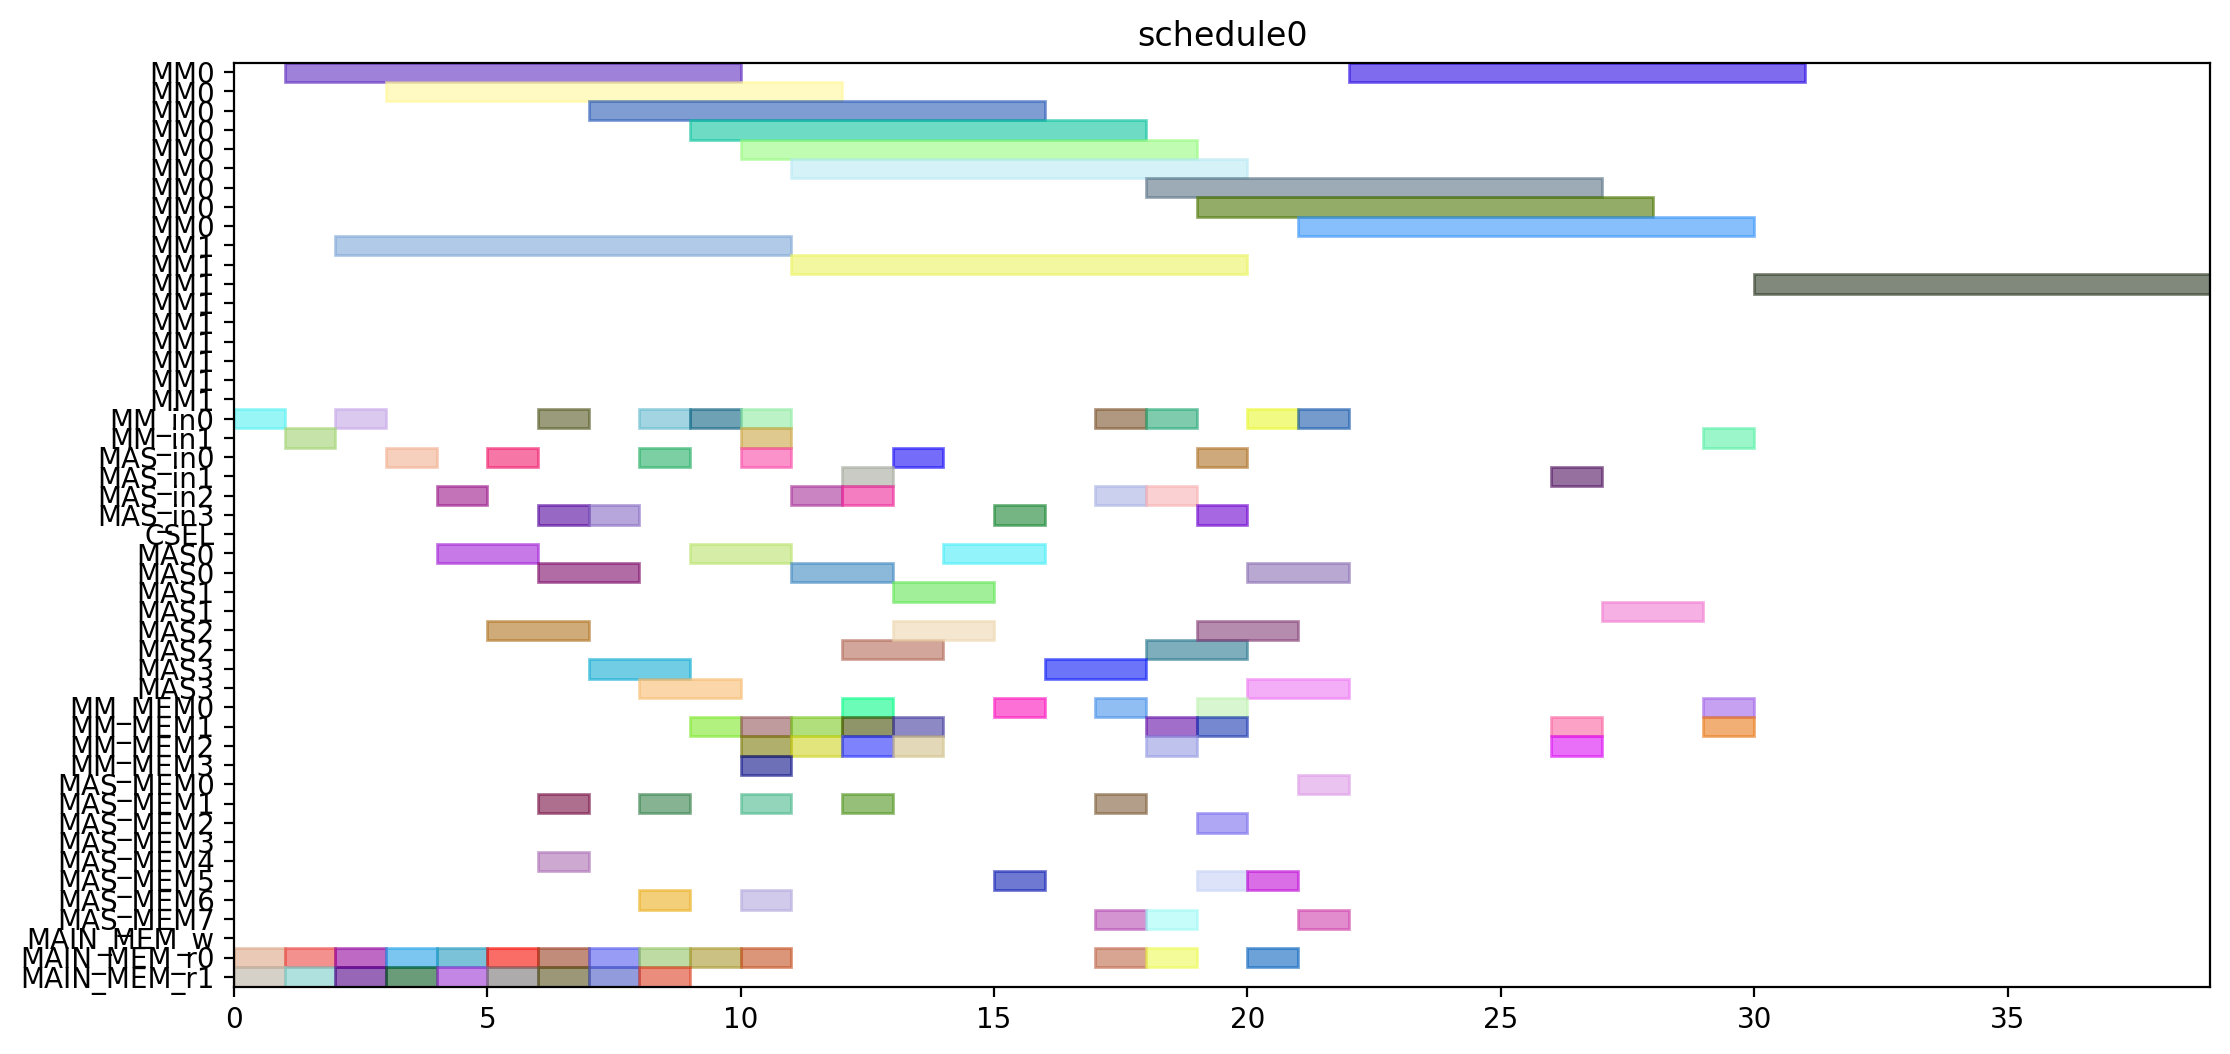 schedule0
MM0
MM0
MM0
MM0
MM0
MM0
MM0
MM0
MM0
MM1
MM1
MM1
MM1
MM1
MM1
MM1
MM1
MM1
MM_in0
MM_in1
MAS_in0
MAS_in1
MAS_in2
MAS_in3
CSEL
MAS0
MAS0
MAS1
MAS1
MAS2
MAS2
MAS3
MAS3
MM_MEM0
MM_MEM1
MM_MEM2
MM_MEM3
MAS_MEM0
MAS_MEM1
MAS_MEM2
MAS_MEM3
MAS_MEM4
MAS_MEM5
MAS_MEM6
MAS_MEM7
MAIN_MEM_w
MAIN_MEM_r0
MAIN_MEM_r1
0 5 10 15 20 25 30 35